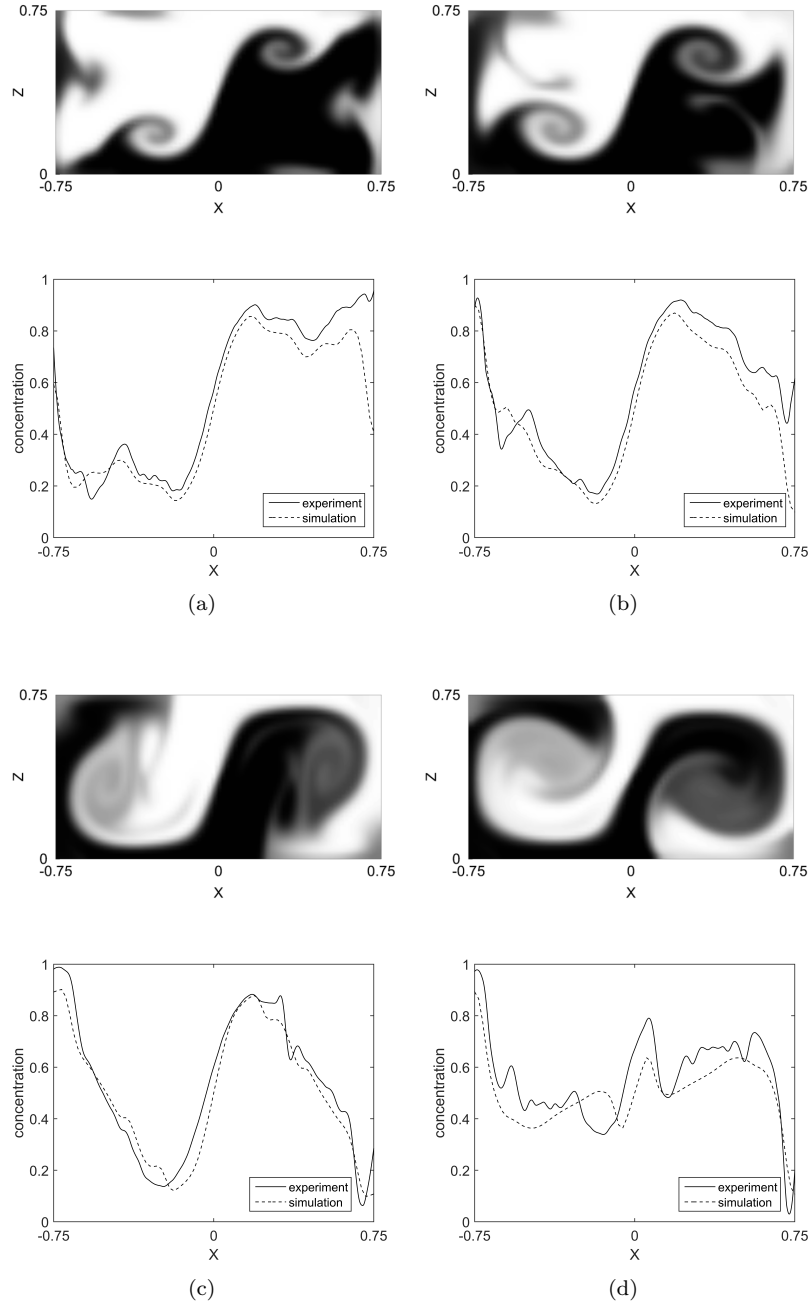 0.75
Z
0
-0.75
0
0.75
X
0.75
Z
0
-0.75
0
0.75
X
1
0.8
0.6
0.4
0.2
0
concentration
experiment
simulation
-0.75
0
0.75
X
(a)
1
0.8
0.6
0.4
0.2
0
concentration
experiment
simulation
-0.75
0
0.75
X
(b)
0.75
Z
0
-0.75
0
0.75
X
0.75
Z
0
-0.75
0
0.75
X
1
0.8
0.6
0.4
0.2
0
concentration
experiment
simulation
-0.75
0
0.75
X
(c)
1
0.8
0.6
0.4
0.2
0
concentration
experiment
simulation
-0.75
0
0.75
X
(d)